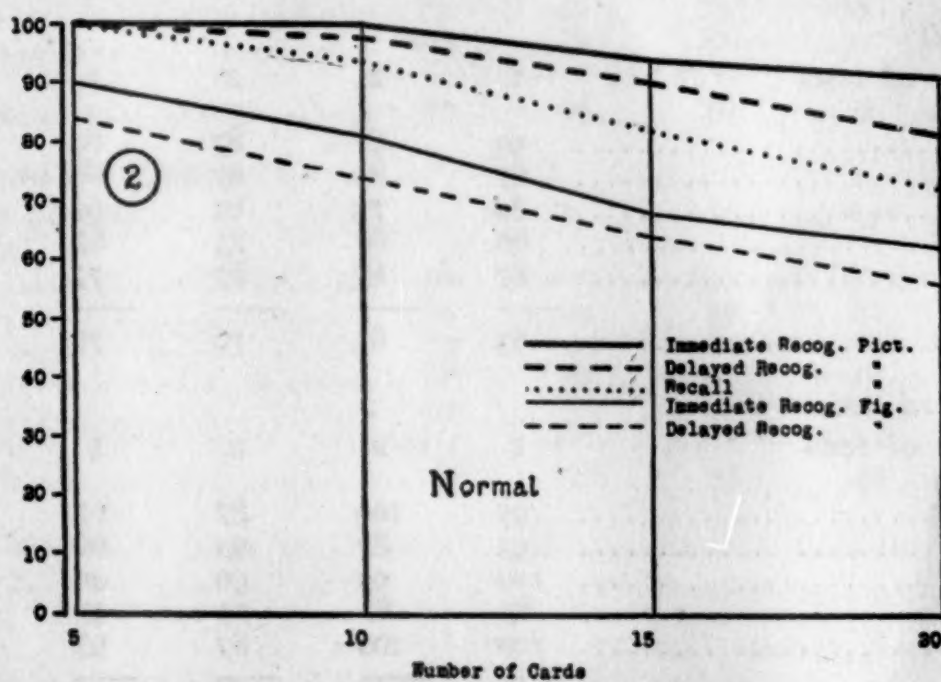 100
90
80
70
60
50
40
30
20
10
0
2
Immediate Recog. Pict.
Delayed Recog. "
Recall "
Immediate Recog. Fig.
Delayed Recog. "
Normal
5 10 15 30
Number of Cards